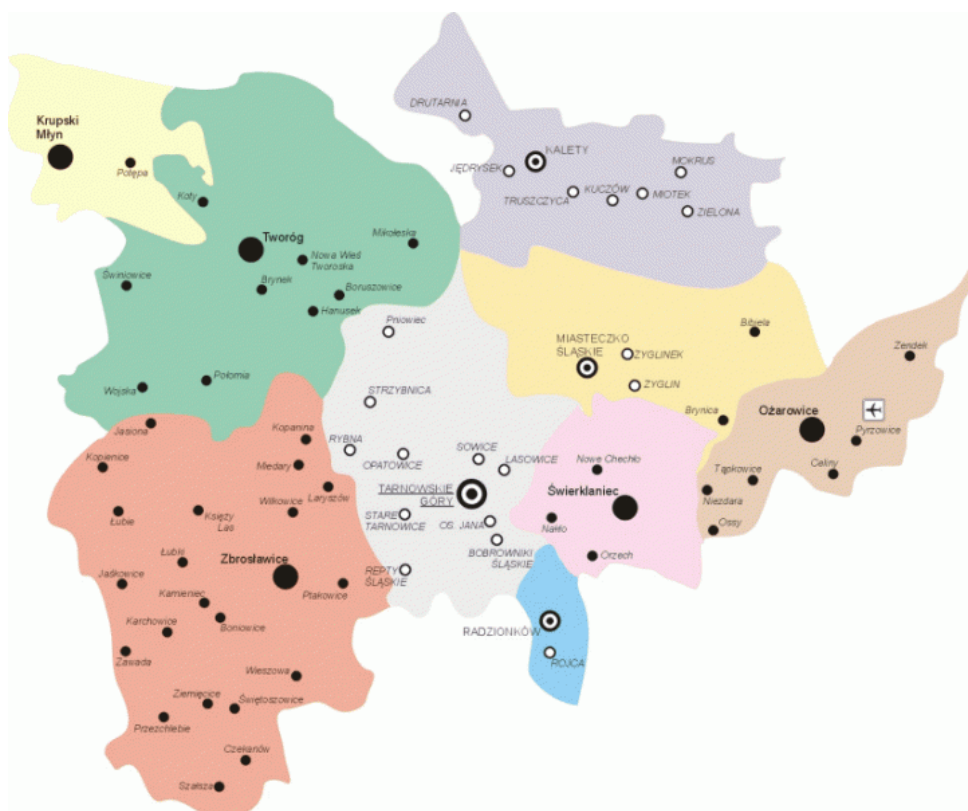 DRUTARNIA
Krupski
Młyn
KALETY
Potępa
JĘDRYSEK
MOKRUS
KUCZÓW
MIOTEK
TRUSZCZYCA
ZIELONA
Koty
Tworóg
Mikołeska
Nowa Wieś
Tworoska
Brynek
Świniowice
Boruszowice
Hanusek
Pniowiec
Bibiela
MIASTECZKO
ŚLĄSKIE
ŻYGLINEK
Zendek
ŻYGLIN
Połomia
Wojska
STRZYBNICA
Brynica
Ożarowice
Jasiona
Kopanina
RYBNA
SOWICE
Pyrzowice
Kopienice
Miedary
OPATOWICE
LASOWICE
Nowe Chechło
Tąpkowice
Celiny
TARNOWSKIE
GÓRY
Świerklaniec
Niezdara
Laryszów
Wilkowice
Łubie
Księży
Las
STARE
TARNOWICE
OS. JANA
Nakło
Ossy
Łubki
Zbrosławice
BOBROWNIKI
ŚLĄSKIE
Orzech
REPTY
ŚLĄSKIE
Jaśkowice
Kamieniec
Ptakowice
Karchowice
Boniowice
RADZIONKÓW
Zawada
ROJCA
Wieszowa
Ziemięcice
Świętoszowice
Przezchlebie
Czekanów
Szałsza